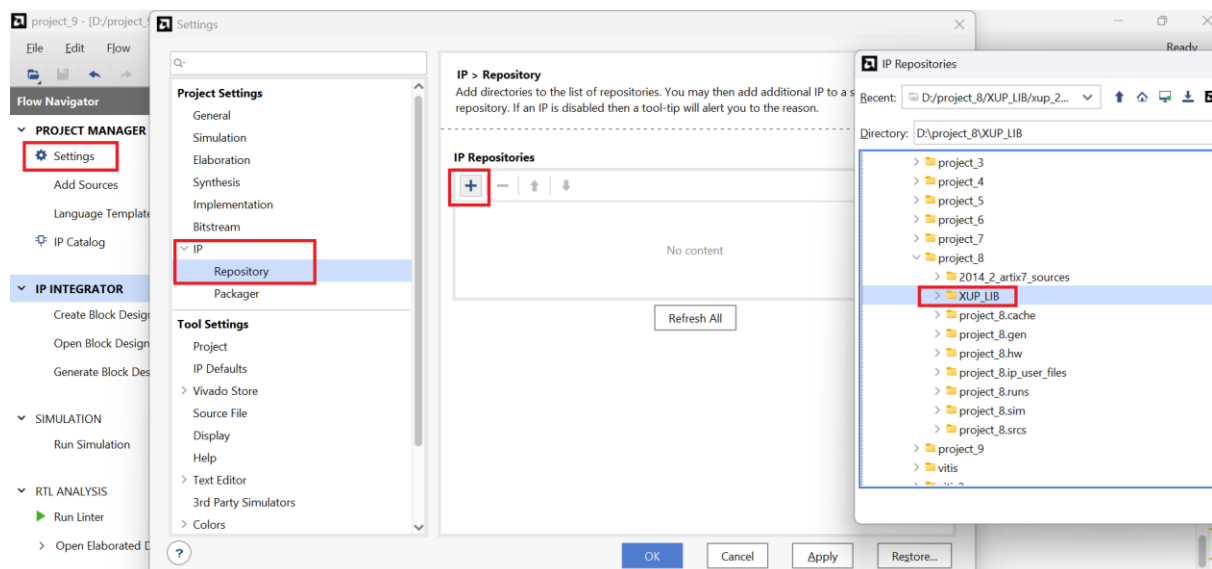 project_9 - [D:/project_9
File Edit Flow
Flow Navigator
PROJECT MANAGER
Settings
Add Sources
Language Template
IP Catalog
IP INTEGRATOR
Create Block Design
Open Block Design
Generate Block Des
SIMULATION
Run Simulation
RTL ANALYSIS
Run Linter
Open Elaborated D
Settings
Q-
Project Settings
General
Simulation
Elaboration
Synthesis
Implementation
Bitstream
IP
Repository
Packager
Tool Settings
Project
IP Defaults
Vivado Store
Source File
Display
Help
Text Editor
3rd Party Simulators
Colors
?
IP > Repository
Add directories to the list of repositories. You may then add additional IP to a s
repository. If an IP is disabled then a tool-tip will alert you to the reason.
IP Repositories
No content
Refresh All
OK Cancel Apply Restore...
Ready
IP Repositories
Recent: D:/project_8/XUP_LIB/xup_2...
Directory: D:\project_8\XUP_LIB
project_3
project_4
project_5
project_6
project_7
project_8
2014_2_artix7_sources
XUP_LIB
project_8.cache
project_8.gen
project_8.hw
project_8.ip_user_files
project_8.runs
project_8.sim
project_8.srcs
project_9
vitis